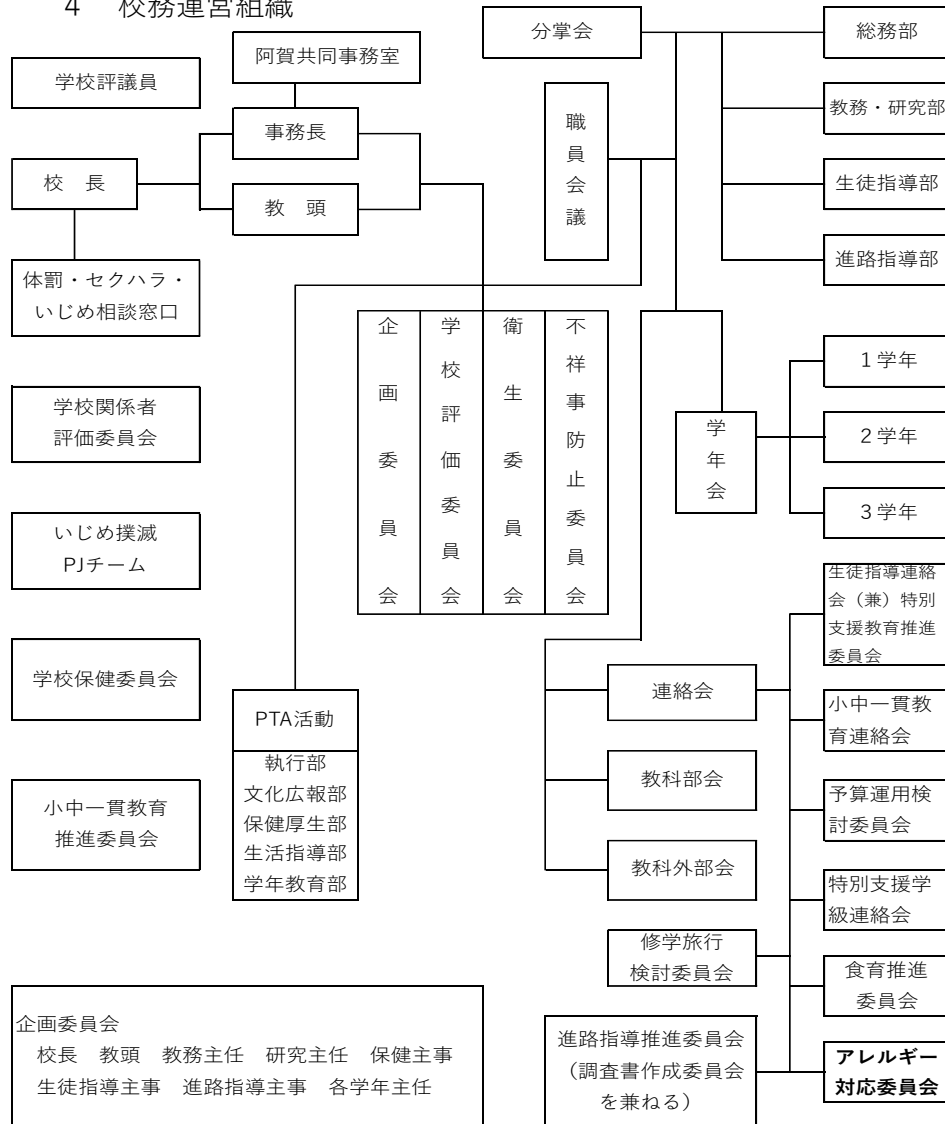 4　校務運営組織
分掌会
総務部
阿賀共同事務室
学校評議員
職員会議
教務・研究部
事務長
校　長
生徒指導部
教　頭
進路指導部
体罰・セクハラ・
いじめ相談窓口
企画委員会
学校評価委員会
衛生委員会
不祥事防止委員会
１学年
学校関係者
評価委員会
学年会
２学年
３学年
いじめ撲滅
PJチーム
生徒指導連絡
会（兼）特別
支援教育推進
委員会
学校保健委員会
連絡会
PTA活動
小中一貫教
育連絡会
執行部
文化広報部
保健厚生部
生活指導部
学年教育部
教科部会
小中一貫教育
推進委員会
予算運用検
討委員会
教科外部会
特別支援学
級連絡会
修学旅行
検討委員会
食育推進
委員会
企画委員会
校長　教頭　教務主任　研究主任　保健主事
生徒指導主事　進路指導主事　各学年主任
進路指導推進委員会
（調査書作成委員会
を兼ねる）
アレルギー
対応委員会